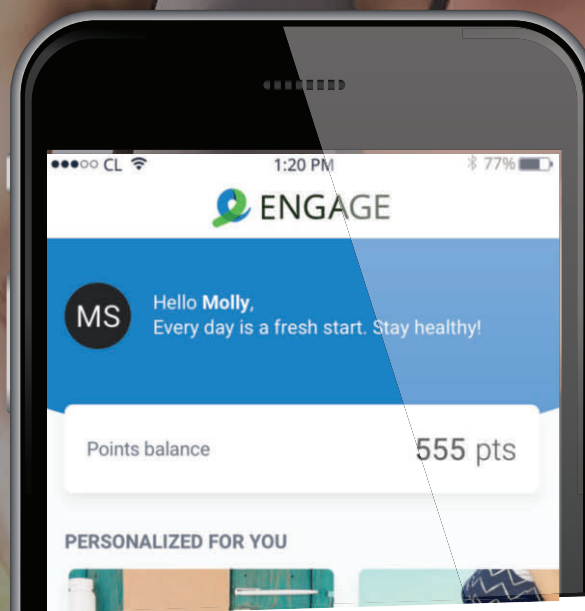 CL 1:20 PM 77%
ENGAGE
MS
Hello Molly,
Every day is a fresh start. Stay healthy!
Points balance 555 pts
PERSONALIZED FOR YOU